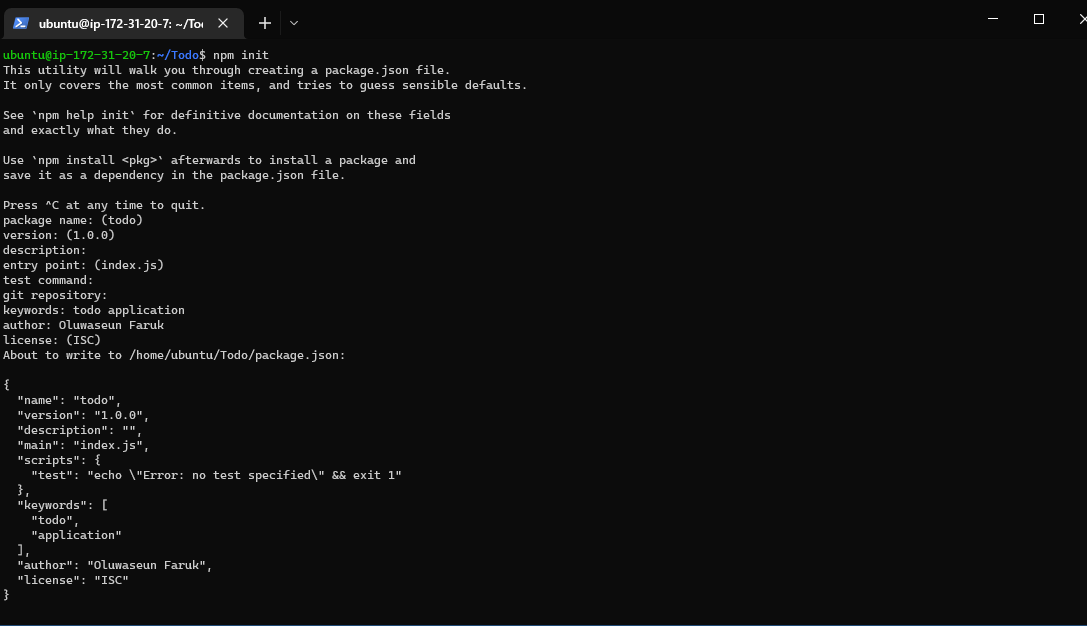 ubuntu@ip-172-31-20-7: ~/To
ubuntu@ip-172-31-20-7:~/Todo$ npm init
This utility will walk you through creating a package.json file.
It only covers the most common items, and tries to guess sensible defaults.
See `npm help init` for definitive documentation on these fields
and exactly what they do.
Use `npm install <pkg>` afterwards to install a package and
save it as a dependency in the package.json file.
Press ^C at any time to quit.
package name: (todo)
version: (1.0.0)
description:
entry point: (index.js)
test command:
git repository:
keywords: todo application
author: Oluwaseun Faruk
license: (ISC)
About to write to /home/ubuntu/Todo/package.json:
{
  "name": "todo",
  "version": "1.0.0",
  "description": "",
  "main": "index.js",
  "scripts": {
    "test": "echo \"Error: no test specified\" && exit 1"
  },
  "keywords": [
    "todo",
    "application"
  ],
  "author": "Oluwaseun Faruk",
  "license": "ISC"
}